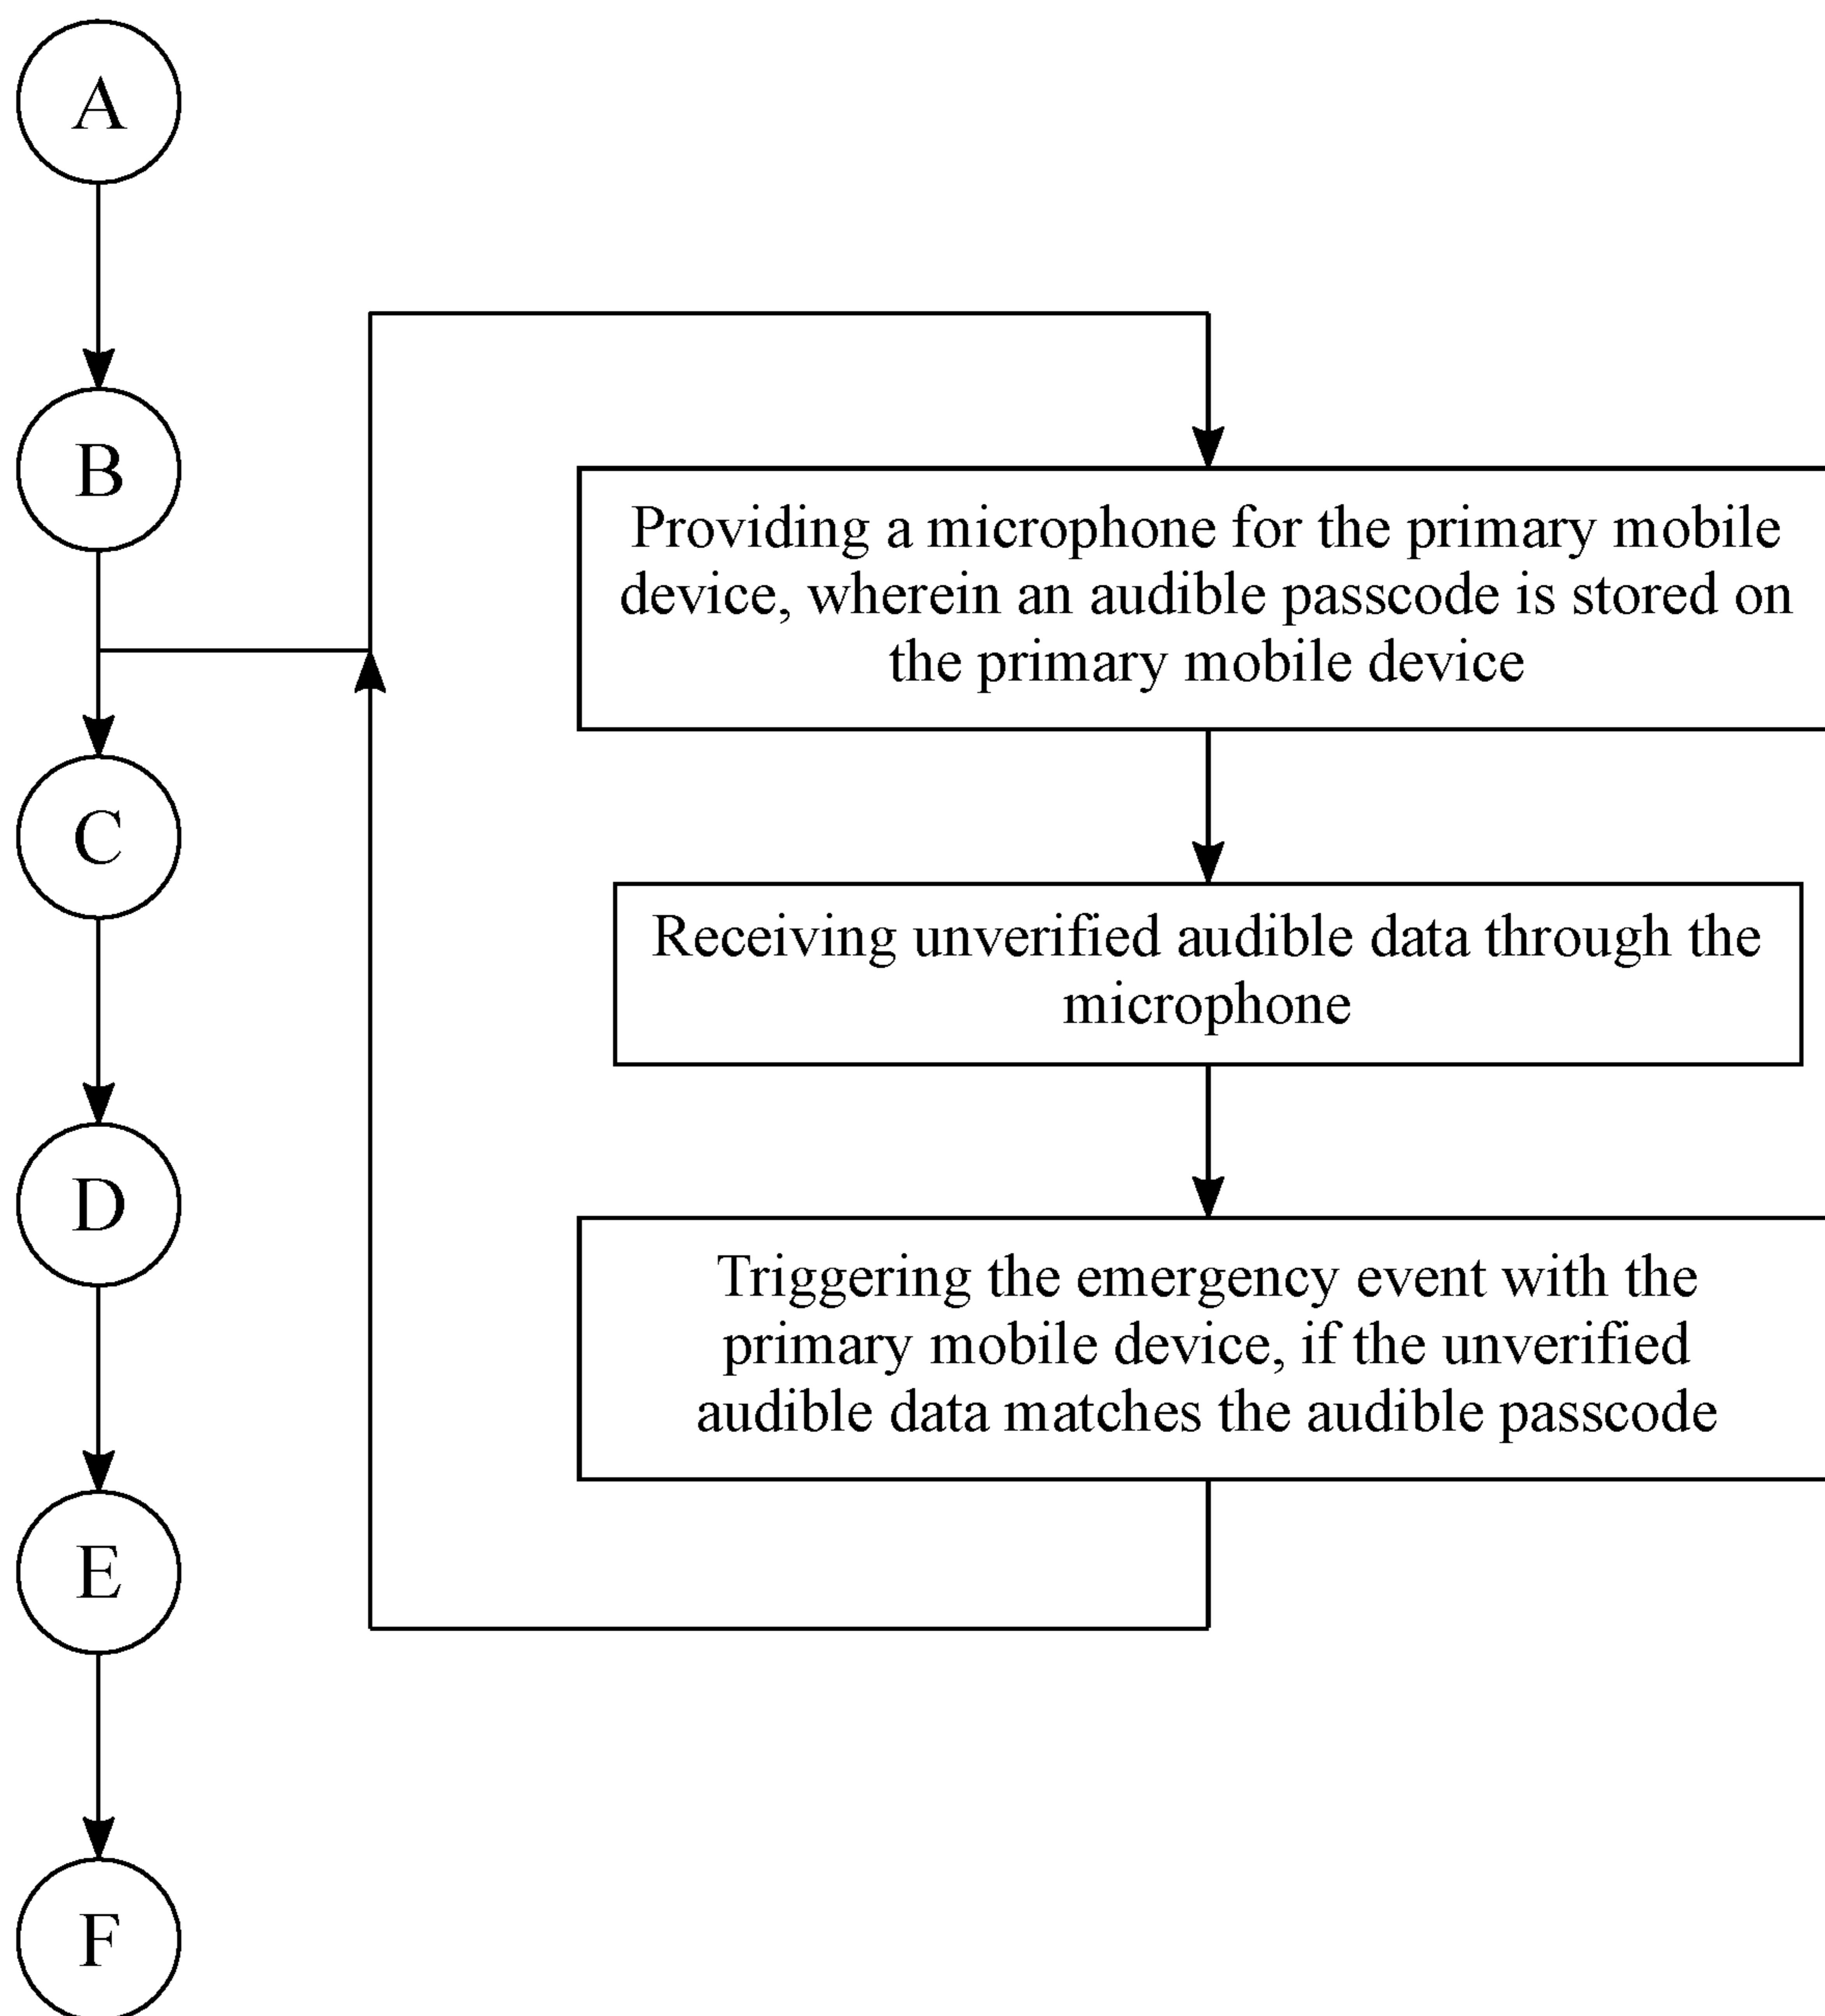 A
B
Providing a microphone for the primary mobile
device, wherein an audible passcode is stored on
the primary mobile device
C
Receiving unverified audible data through the
microphone
D
Triggering the emergency event with the
primary mobile device, if the unverified
audible data matches the audible passcode
E
F